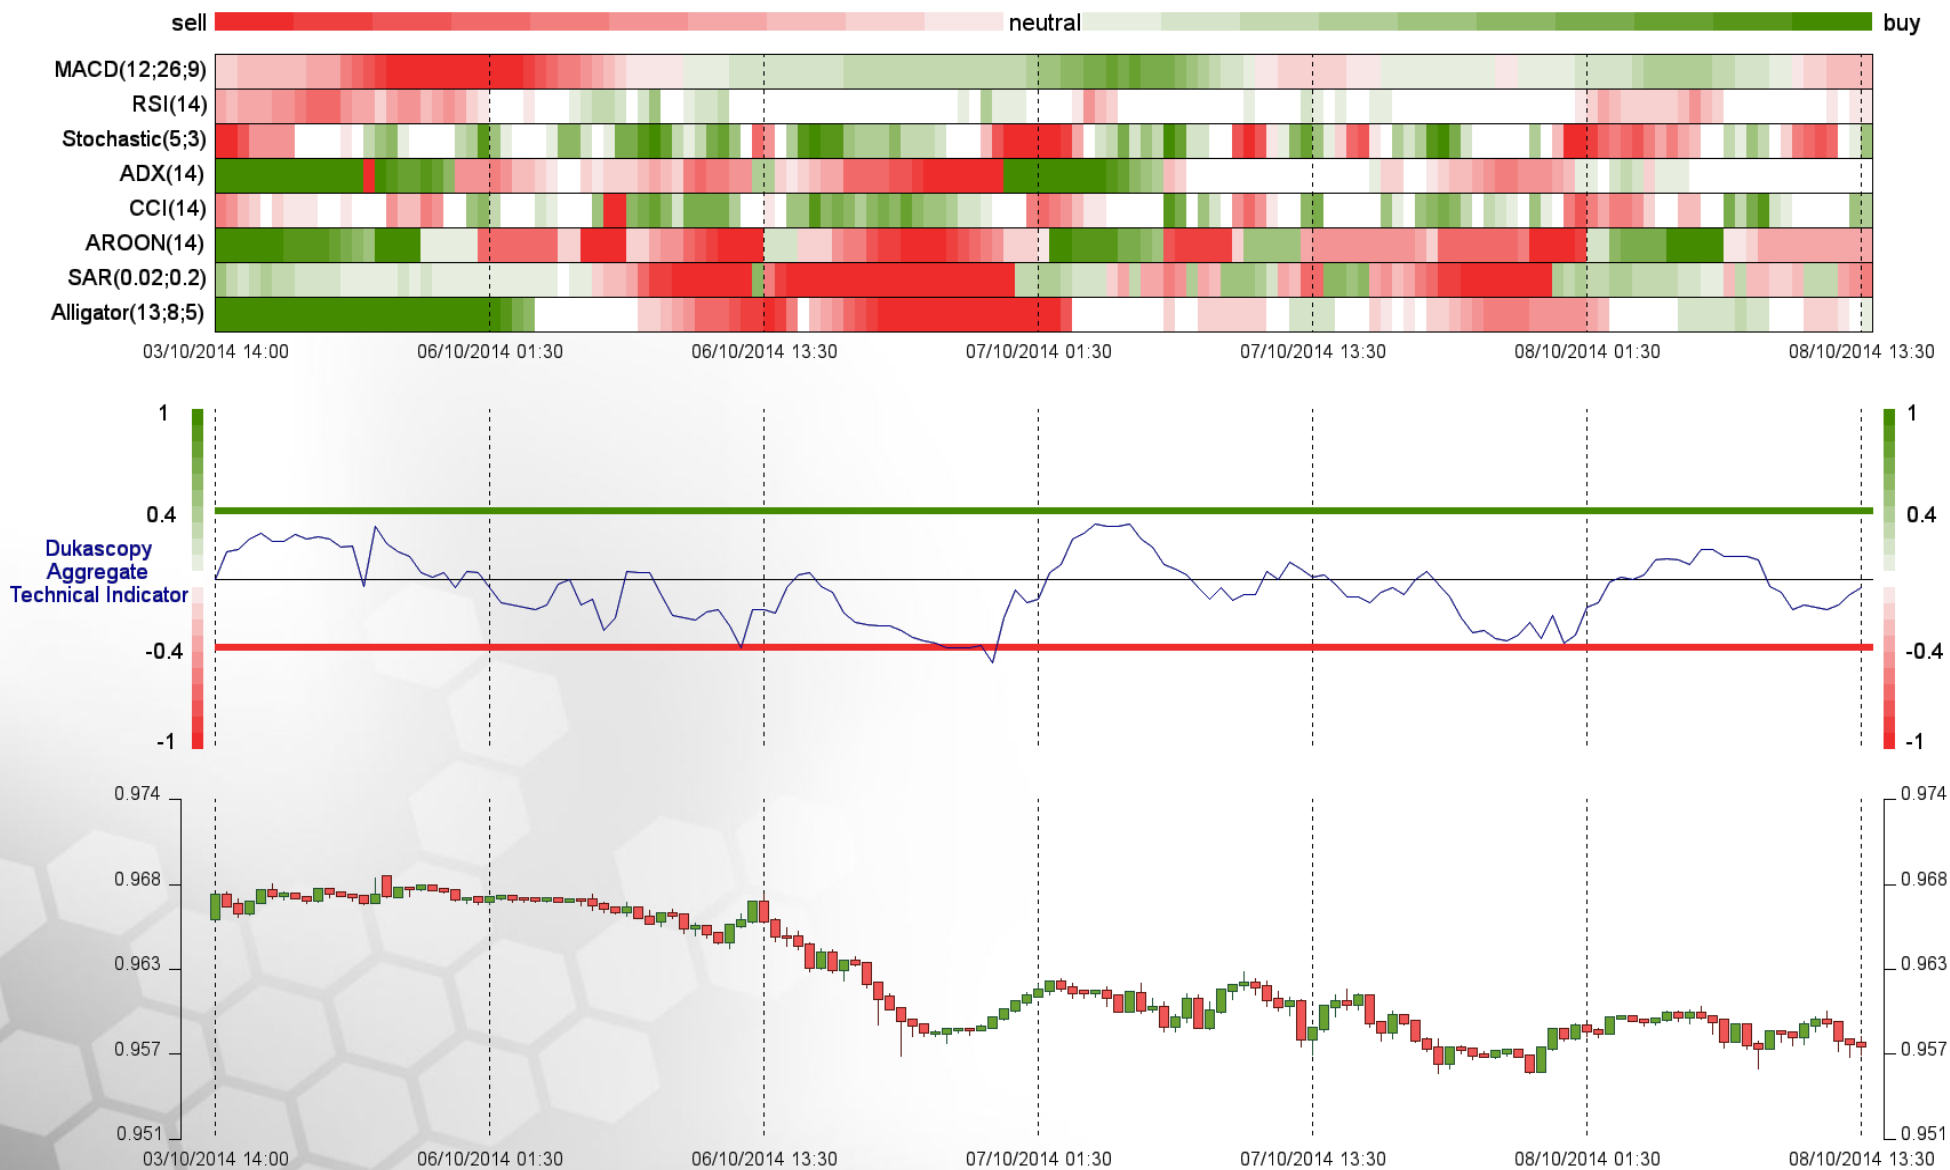 sell neutral buy
MACD(12;26;9)
RSI(14)
Stochastic(5;3)
ADX(14)
CCI(14)
AROON(14)
SAR(0.02;0.2)
Alligator(13;8;5)
03/10/2014 14:00 06/10/2014 01:30 06/10/2014 13:30 07/10/2014 01:30 07/10/2014 13:30 08/10/2014 01:30 08/10/2014 13:30
1 1
0.4 0.4
Dukascopy
Aggregate
Technical Indicator
-0.4 -0.4
-1 -1
0.974 0.974
0.968 0.968
0.963 0.963
0.957 0.957
0.951 0.951
03/10/2014 14:00 06/10/2014 01:30 06/10/2014 13:30 07/10/2014 01:30 07/10/2014 13:30 08/10/2014 01:30 08/10/2014 13:30